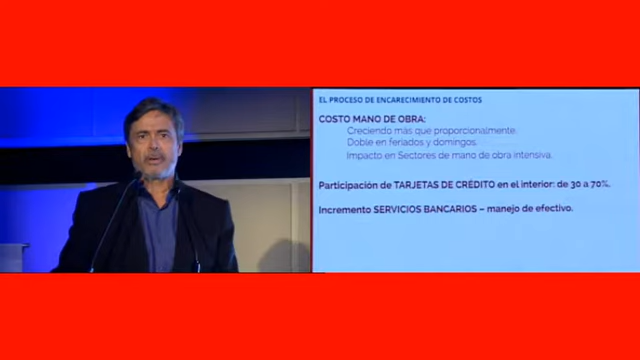 EL PROCESO DE ENCARECIMIENTO DE COSTOS
COSTO MANO DE OBRA:
Creciendo más que proporcionalmente.
Doble en feriados y domingos.
Impacto en Sectores de mano de obra intensiva.
Participación de TARJETAS DE CRÉDITO en el interior: de 30 a 70%.
Incremento SERVICIOS BANCARIOS – manejo de efectivo.